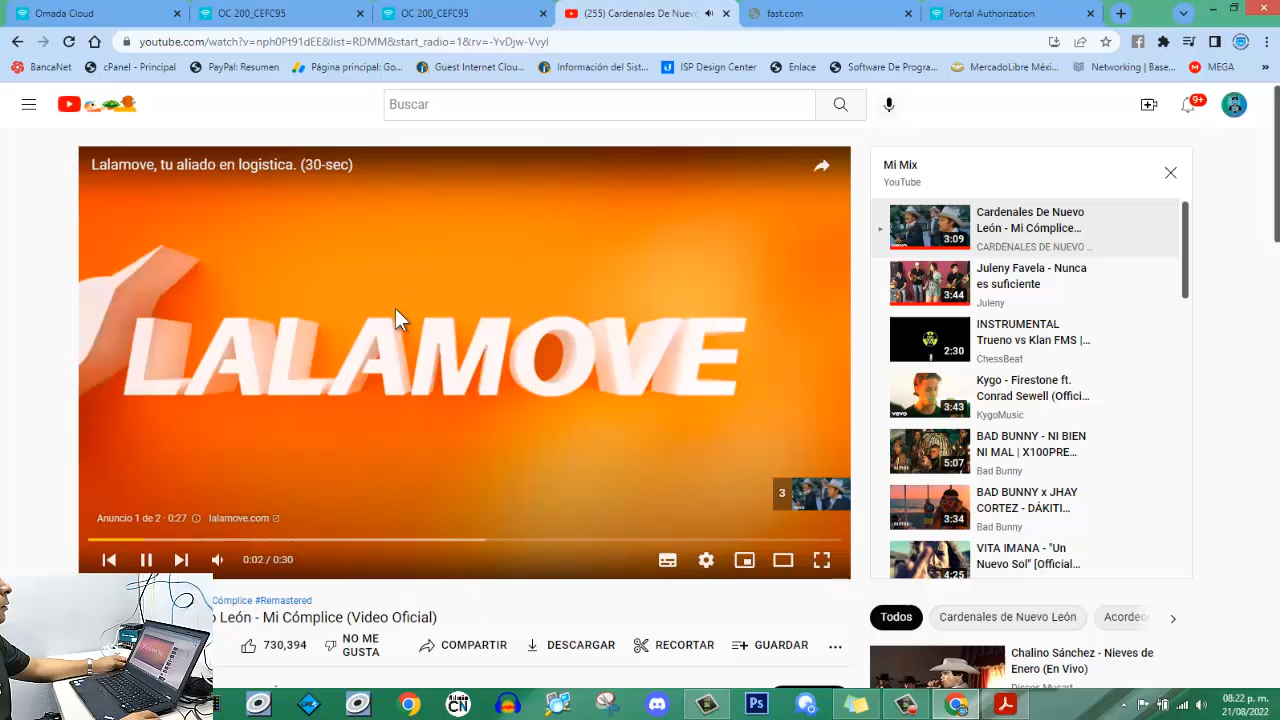 Omada Cloud
OC 200_CEFC95
OC 200_CEFC95
(255) Cardenales De Nuevo
fast.com
Portal Authorization
youtube.com/watch?v=nph0Pt91dEE&list=RDMM&start_radio=1&rv=-YvDjw-Vvyl
BancaNet
cPanel - Principal
PayPal: Resumen
Página principal: Go...
Guest Internet Clou...
Información del Sist...
ISP Design Center
Enlace
Software De Progra...
MercadoLibre Méxi...
Networking | Base...
MEGA
»
Buscar
9+
Lalamove, tu aliado en logistica. (30-sec)
LALAMOVE
3
Anuncio 1 de 2 · 0:27
lalamove.com
0:02 / 0:30
Mi Mix
YouTube
3:09
Cardenales De Nuevo
León - Mi Cómplice...
CARDENALES DE NUEVO ...
3:44
Juleny Favela - Nunca
es suficiente
Juleny
2:30
INSTRUMENTAL
Trueno vs Klan FMS |...
ChessBeat
3:43
Kygo - Firestone ft.
Conrad Sewell (Offici...
KygoMusic
5:07
BAD BUNNY - NI BIEN
NI MAL | X100PRE...
Bad Bunny
3:34
BAD BUNNY x JHAY
CORTEZ - DÁKITI...
Bad Bunny
4:25
VITA IMANA - "Un
Nuevo Sol" [Official...
Cómplice #Remastered
o León - Mi Cómplice (Video Oficial)
730,394
NO ME
GUSTA
COMPARTIR
DESCARGAR
RECORTAR
GUARDAR
Todos
Cardenales de Nuevo León
Acordeo
Chalino Sánchez - Nieves de
Enero (En Vivo)
Discos Musart
Ps
08:22 p. m.
21/08/2022